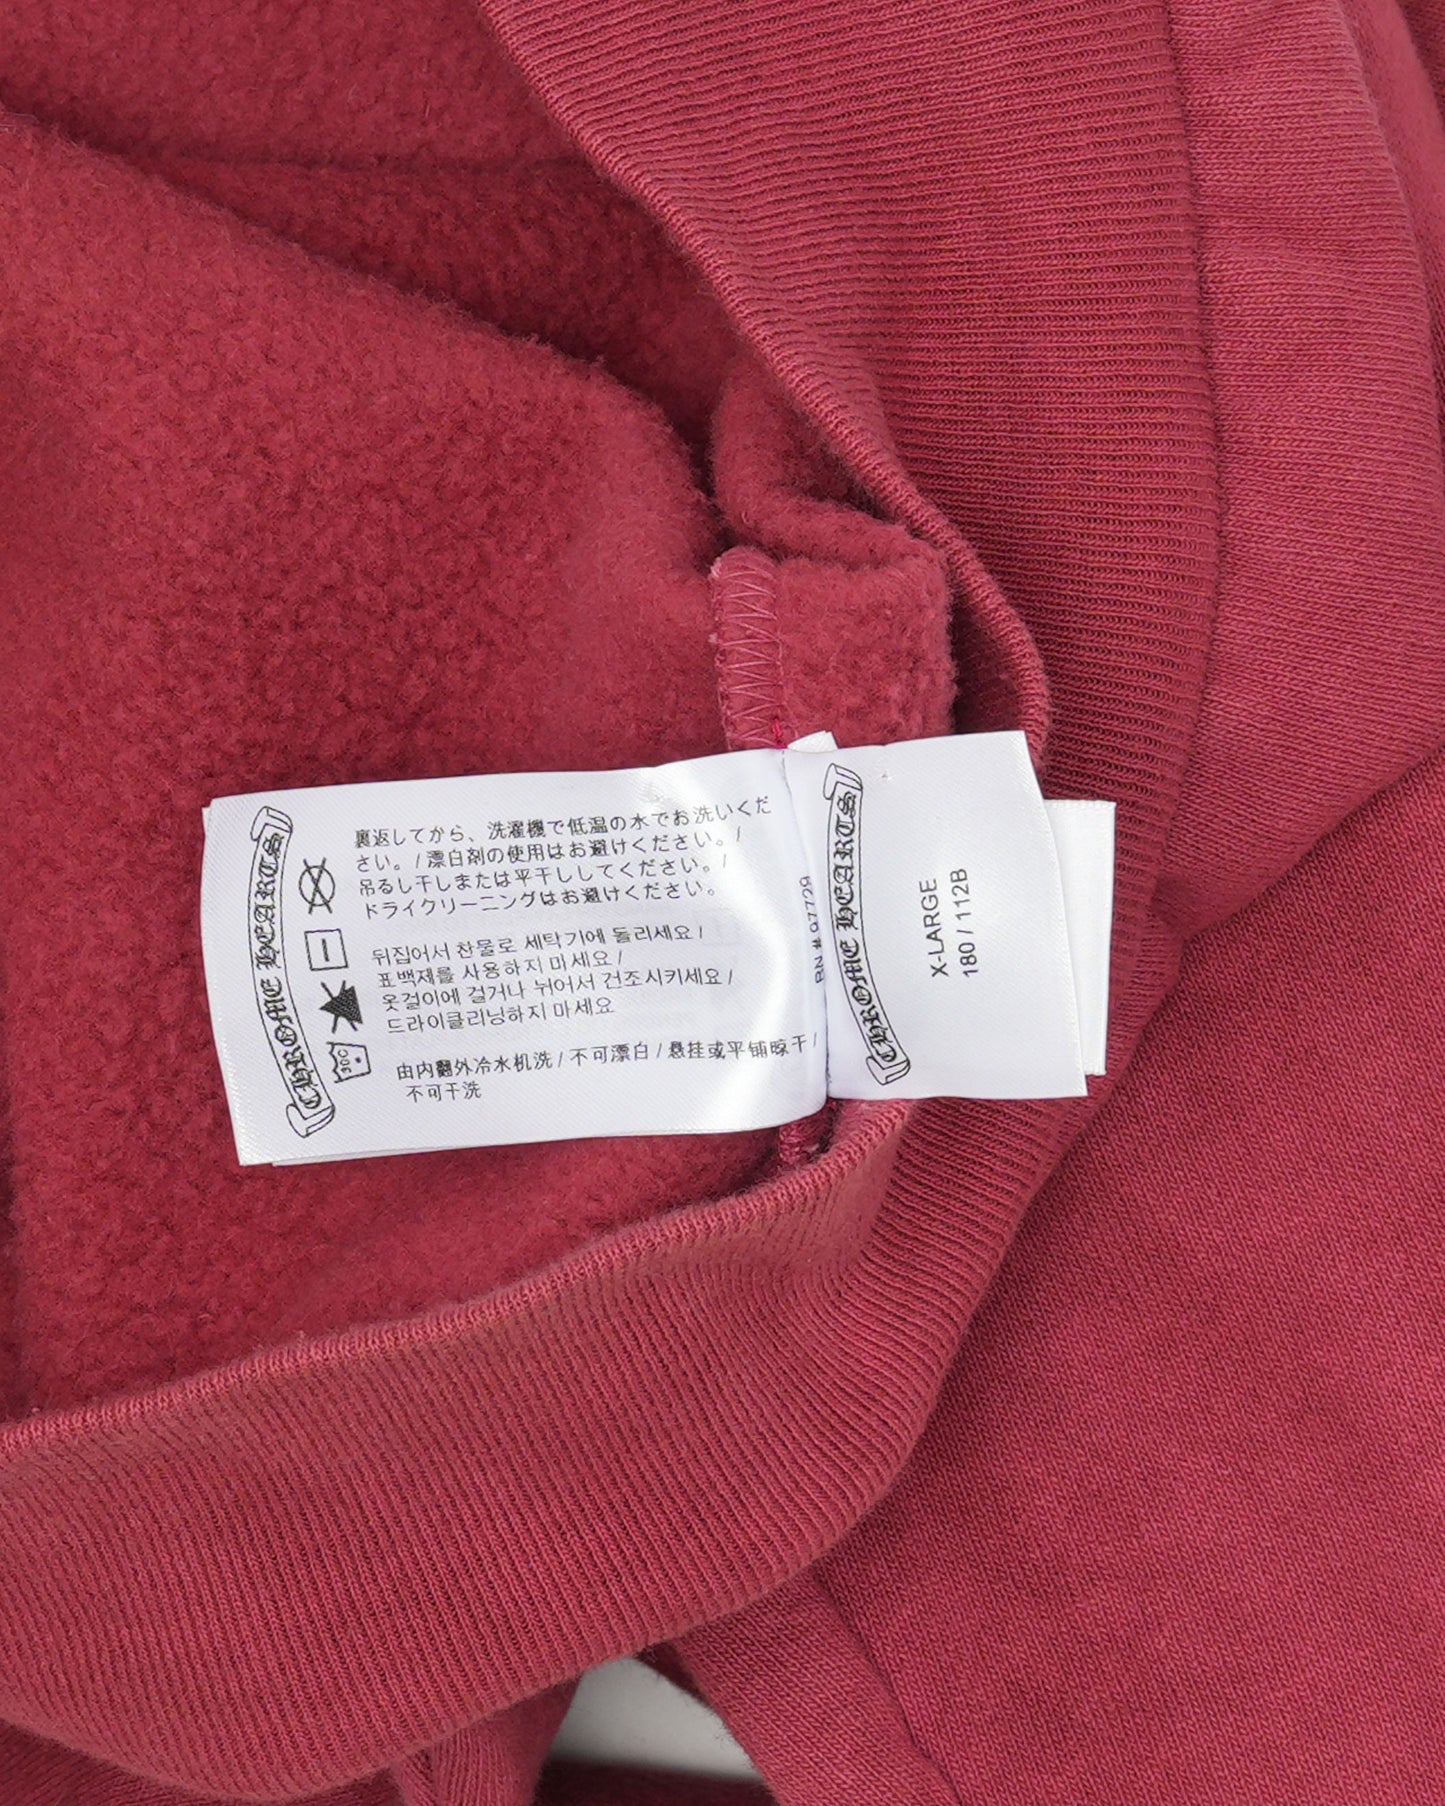 CHROME HEARTS
裏返してから、洗濯機で低温の水でお洗いくだ
さい。/漂白剤の使用はお避けください。/
吊るし干しまたは平干ししてください。/
ドライクリーニングはお避けください。
뒤집어서 찬물로 세탁기에 돌리세요 /
표백제를 사용하지 마세요 /
옷걸이에 걸거나 뉘어서 건조시키세요 /
드라이클리닝하지 마세요
由内翻外冷水机洗 / 不可漂白 / 悬挂或平铺晾干 /
不可干洗
30C
BN # 97729
CHROME HEARTS
X-LARGE
180 / 112B